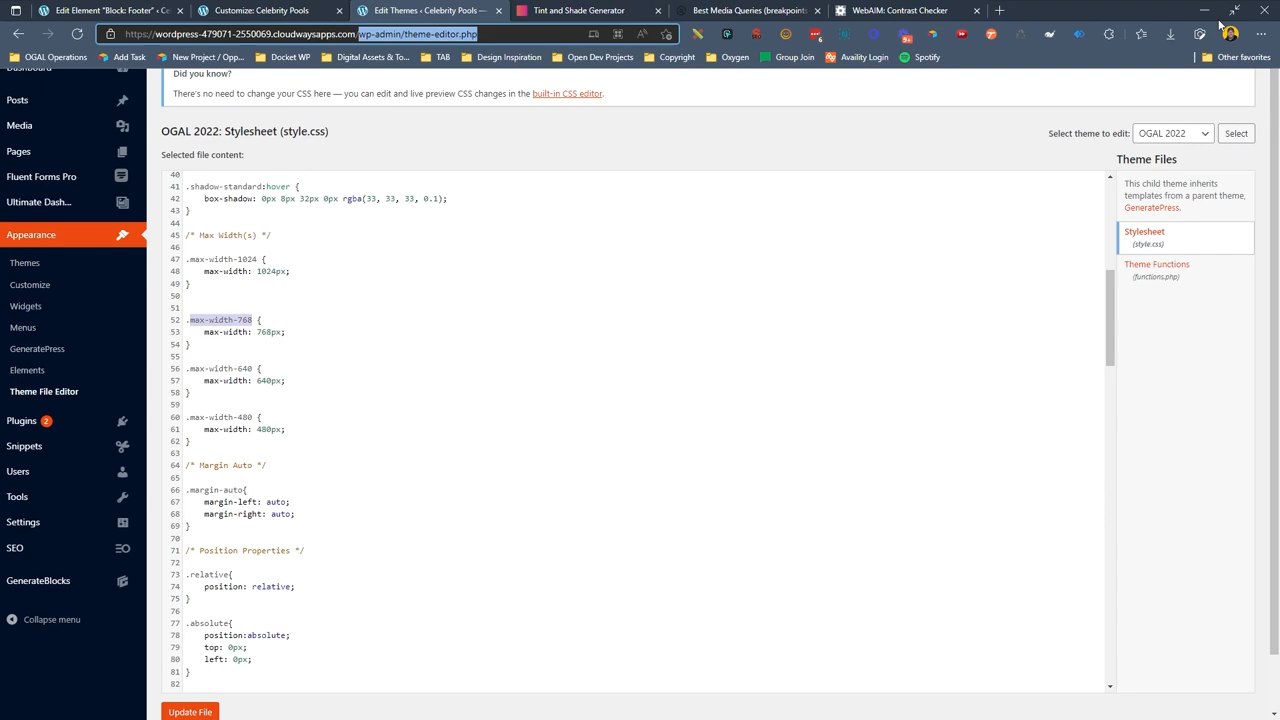 Edit Element "Block: Footer" ‹ C
Customize: Celebrity Pools
Edit Themes ‹ Celebrity Pools —
Tint and Shade Generator
Best Media Queries (breakpoints
WebAIM: Contrast Checker
https://wordpress-479071-2550069.cloudwaysapps.com/wp-admin/theme-editor.php
OGAL Operations
Add Task
New Project / Opp...
Docket WP
Digital Assets & To...
TAB
Design Inspiration
Open Dev Projects
Copyright
Oxygen
Group Join
Availity Login
Spotify
Other favorites
Dashboard
Posts
Media
Pages
Fluent Forms Pro
Ultimate Dash...
Appearance
Themes
Customize
Widgets
Menus
GeneratePress
Elements
Theme File Editor
Plugins 2
Snippets
Users
Tools
Settings
SEO
GenerateBlocks
Collapse menu
Did you know?
There's no need to change your CSS here — you can edit and live preview CSS changes in the built-in CSS editor.
OGAL 2022: Stylesheet (style.css)
Select theme to edit: OGAL 2022 Select
Selected file content:
40
41 .shadow-standard:hover {
42 box-shadow: 0px 8px 32px 0px rgba(33, 33, 33, 0.1);
43 }
44
45 /* Max Width(s) */
46
47 .max-width-1024 {
48 max-width: 1024px;
49 }
50
51
52 .max-width-768 {
53 max-width: 768px;
54 }
55
56 .max-width-640 {
57 max-width: 640px;
58 }
59
60 .max-width-480 {
61 max-width: 480px;
62 }
63
64 /* Margin Auto */
65
66 .margin-auto{
67 margin-left: auto;
68 margin-right: auto;
69 }
70
71 /* Position Properties */
72
73 .relative{
74 position: relative;
75 }
76
77 .absolute{
78 position:absolute;
79 top: 0px;
80 left: 0px;
81 }
82
Theme Files
This child theme inherits
templates from a parent theme,
GeneratePress.
Stylesheet
(style.css)
Theme Functions
(functions.php)
Update File